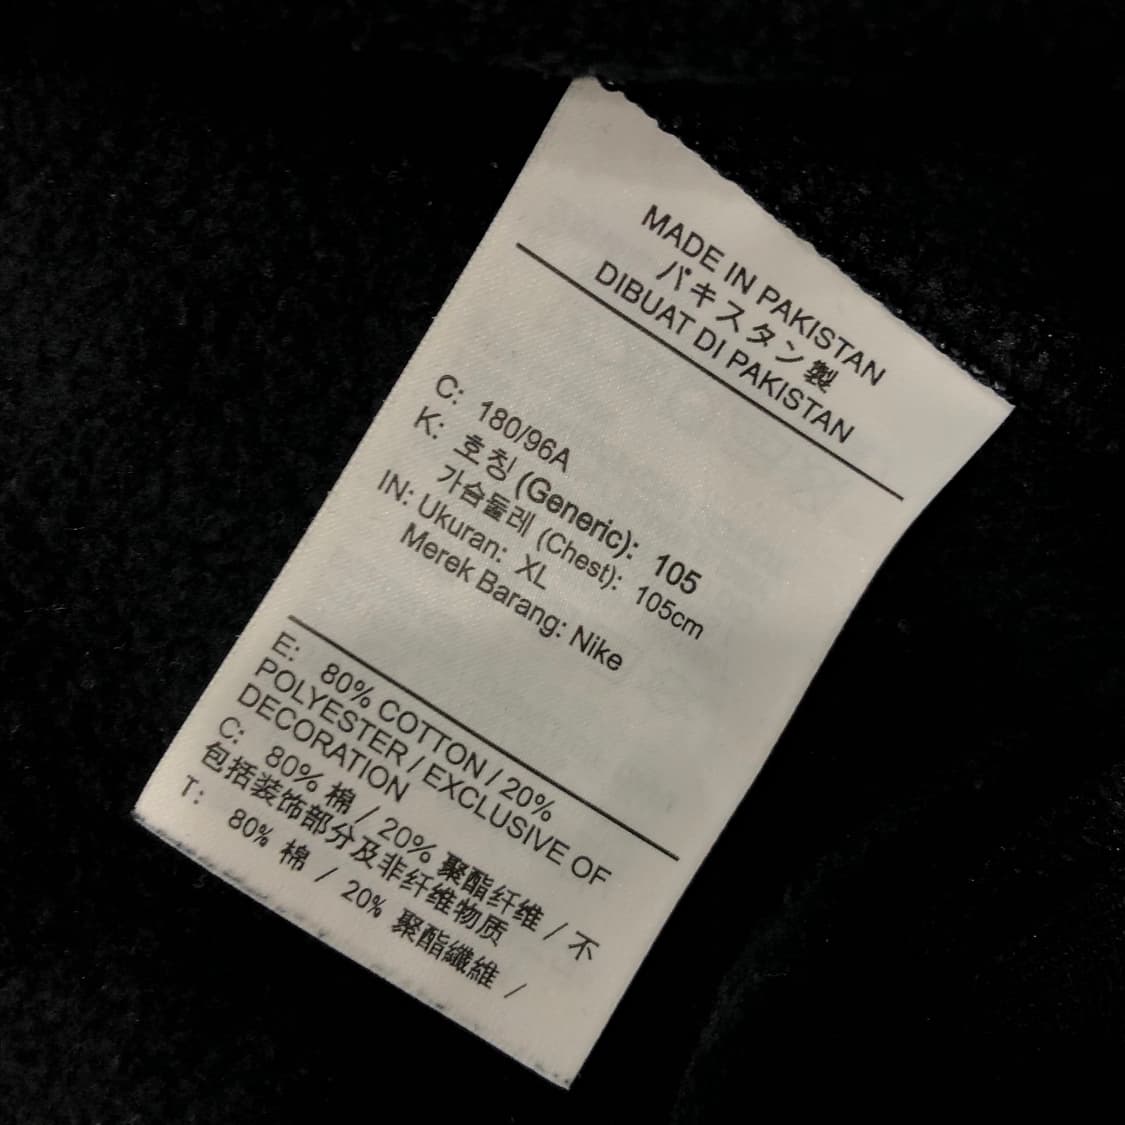 MADE IN PAKISTAN
パキスタン製
DIBUAT DI PAKISTAN
C: 180/96A
K: 호칭 (Generic): 105
가슴둘레 (Chest): 105cm
IN: Ukuran: XL
Merek Barang: Nike
E: 80% COTTON / 20%
POLYESTER / EXCLUSIVE OF
DECORATION
C: 80% 棉 / 20% 聚酯纤维 / 不
包括装饰部分及非纤维物质
T: 80% 棉 / 20% 聚酯纖維 /